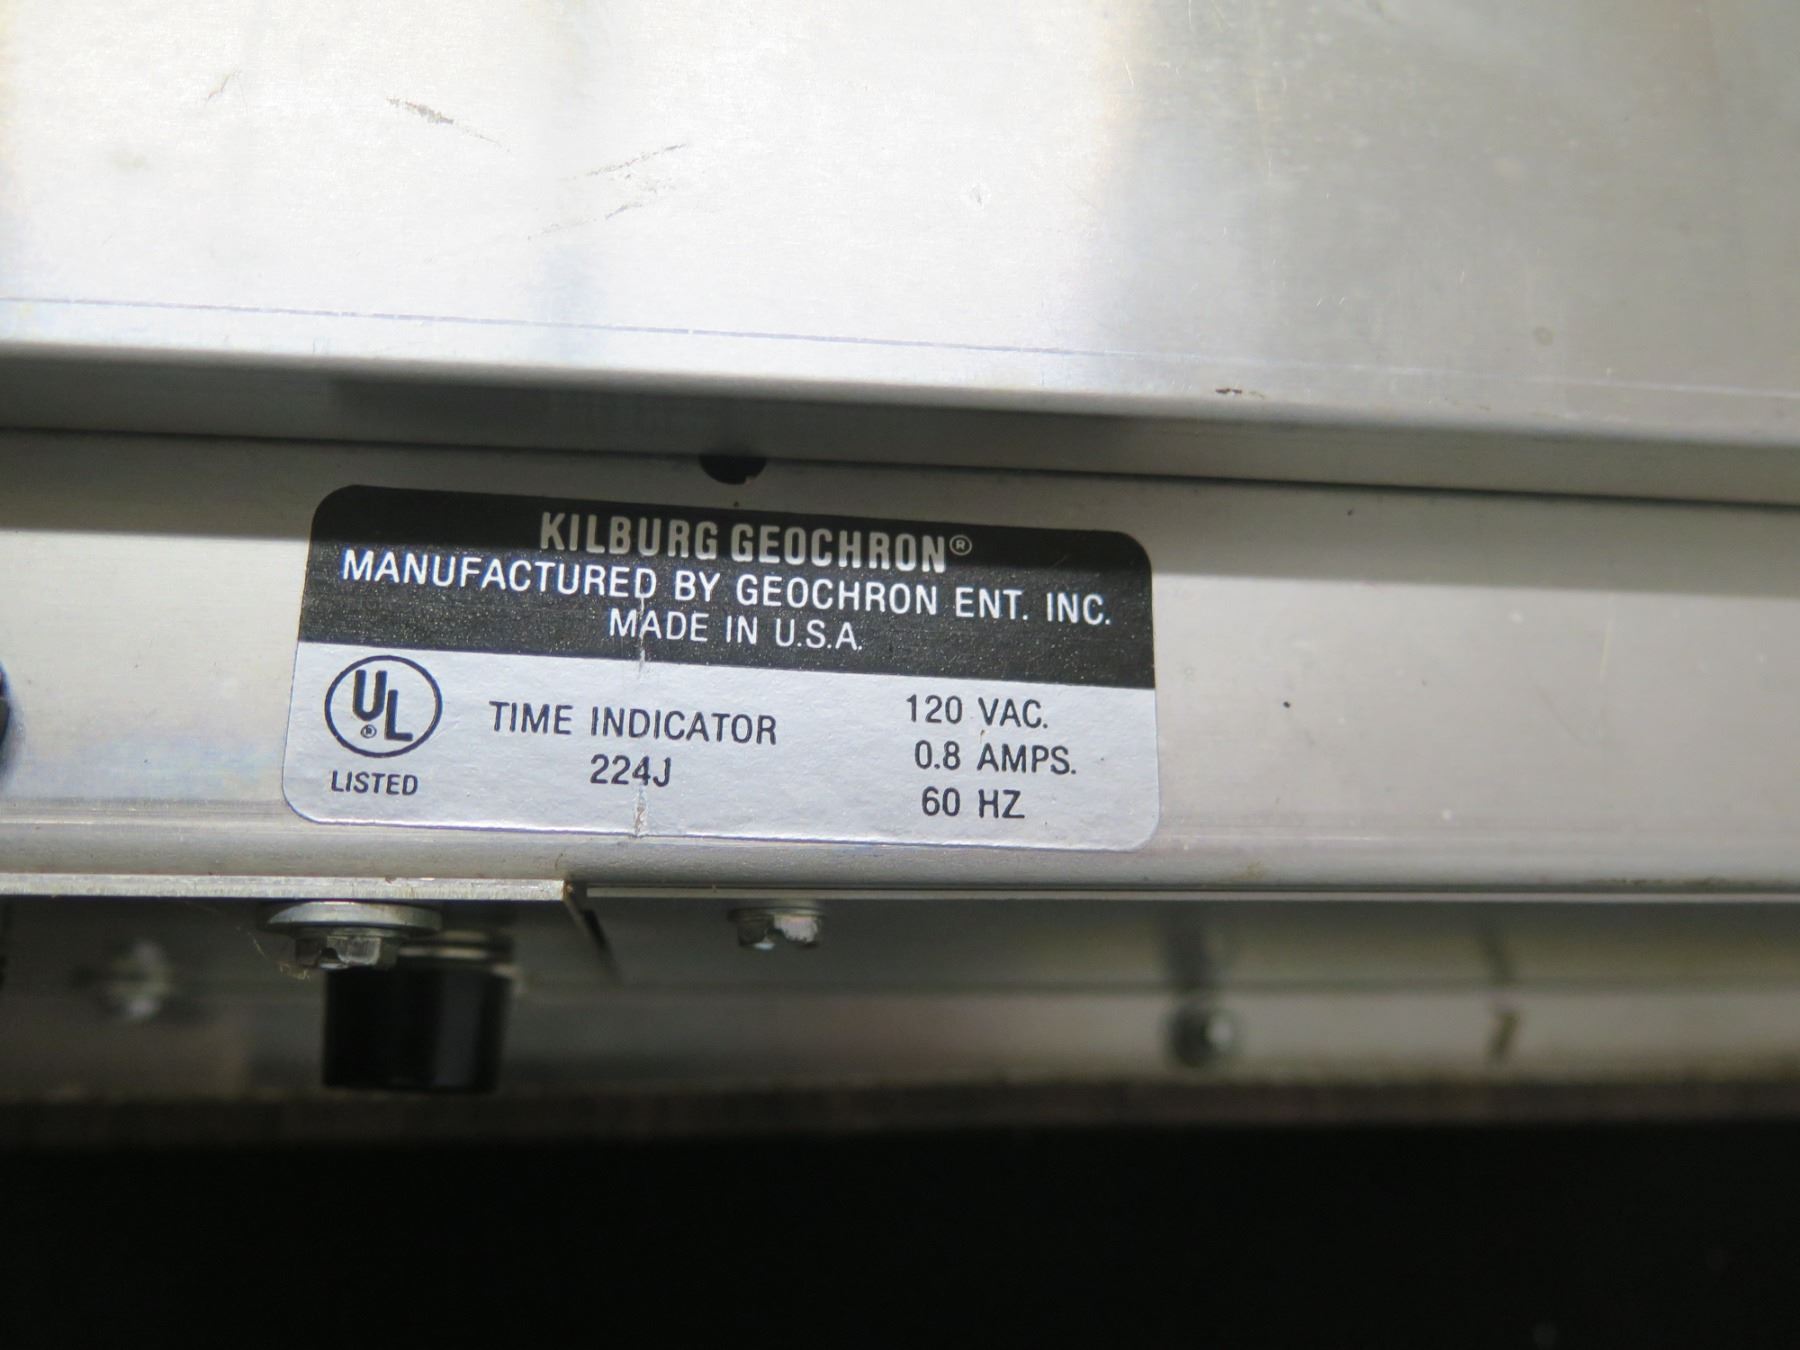 KILBURG GEOCHRON®
MANUFACTURED BY GEOCHRON ENT. INC.
MADE IN U.S.A.
UL®
LISTED
TIME INDICATOR
224J
120 VAC.
0.8 AMPS.
60 HZ